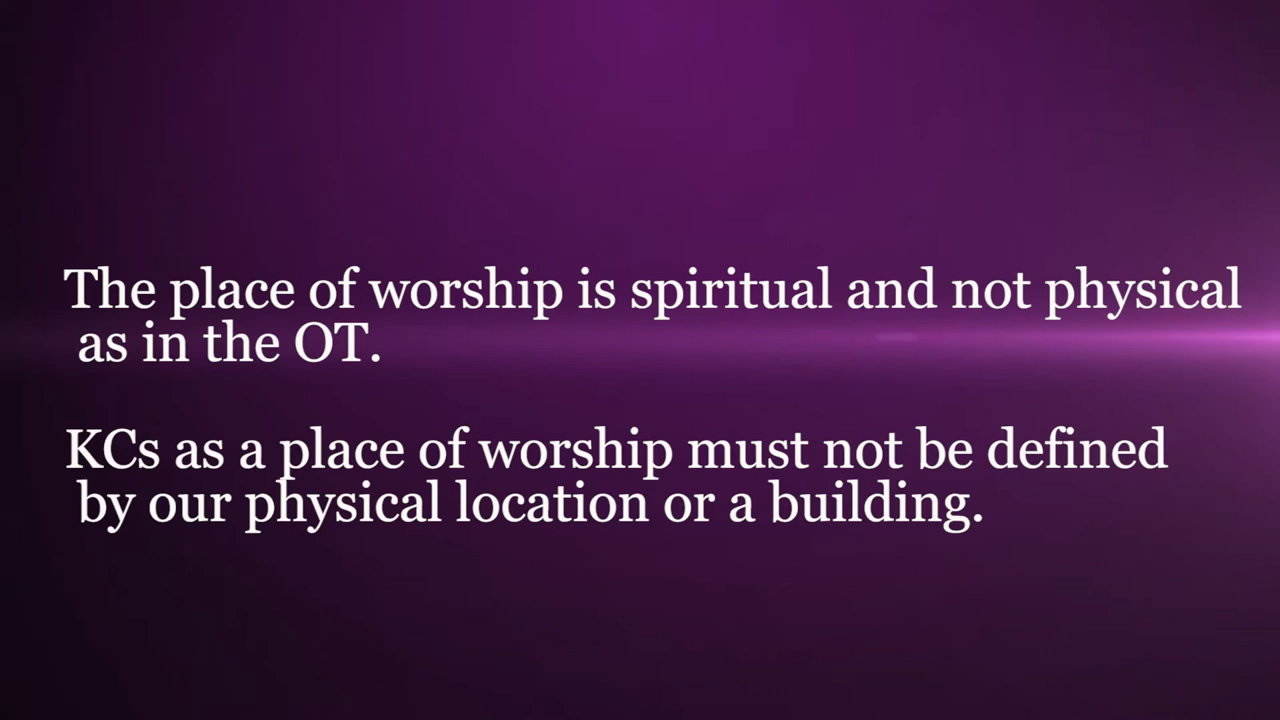 The place of worship is spiritual and not physical
as in the OT.
KCs as a place of worship must not be defined
by our physical location or a building.